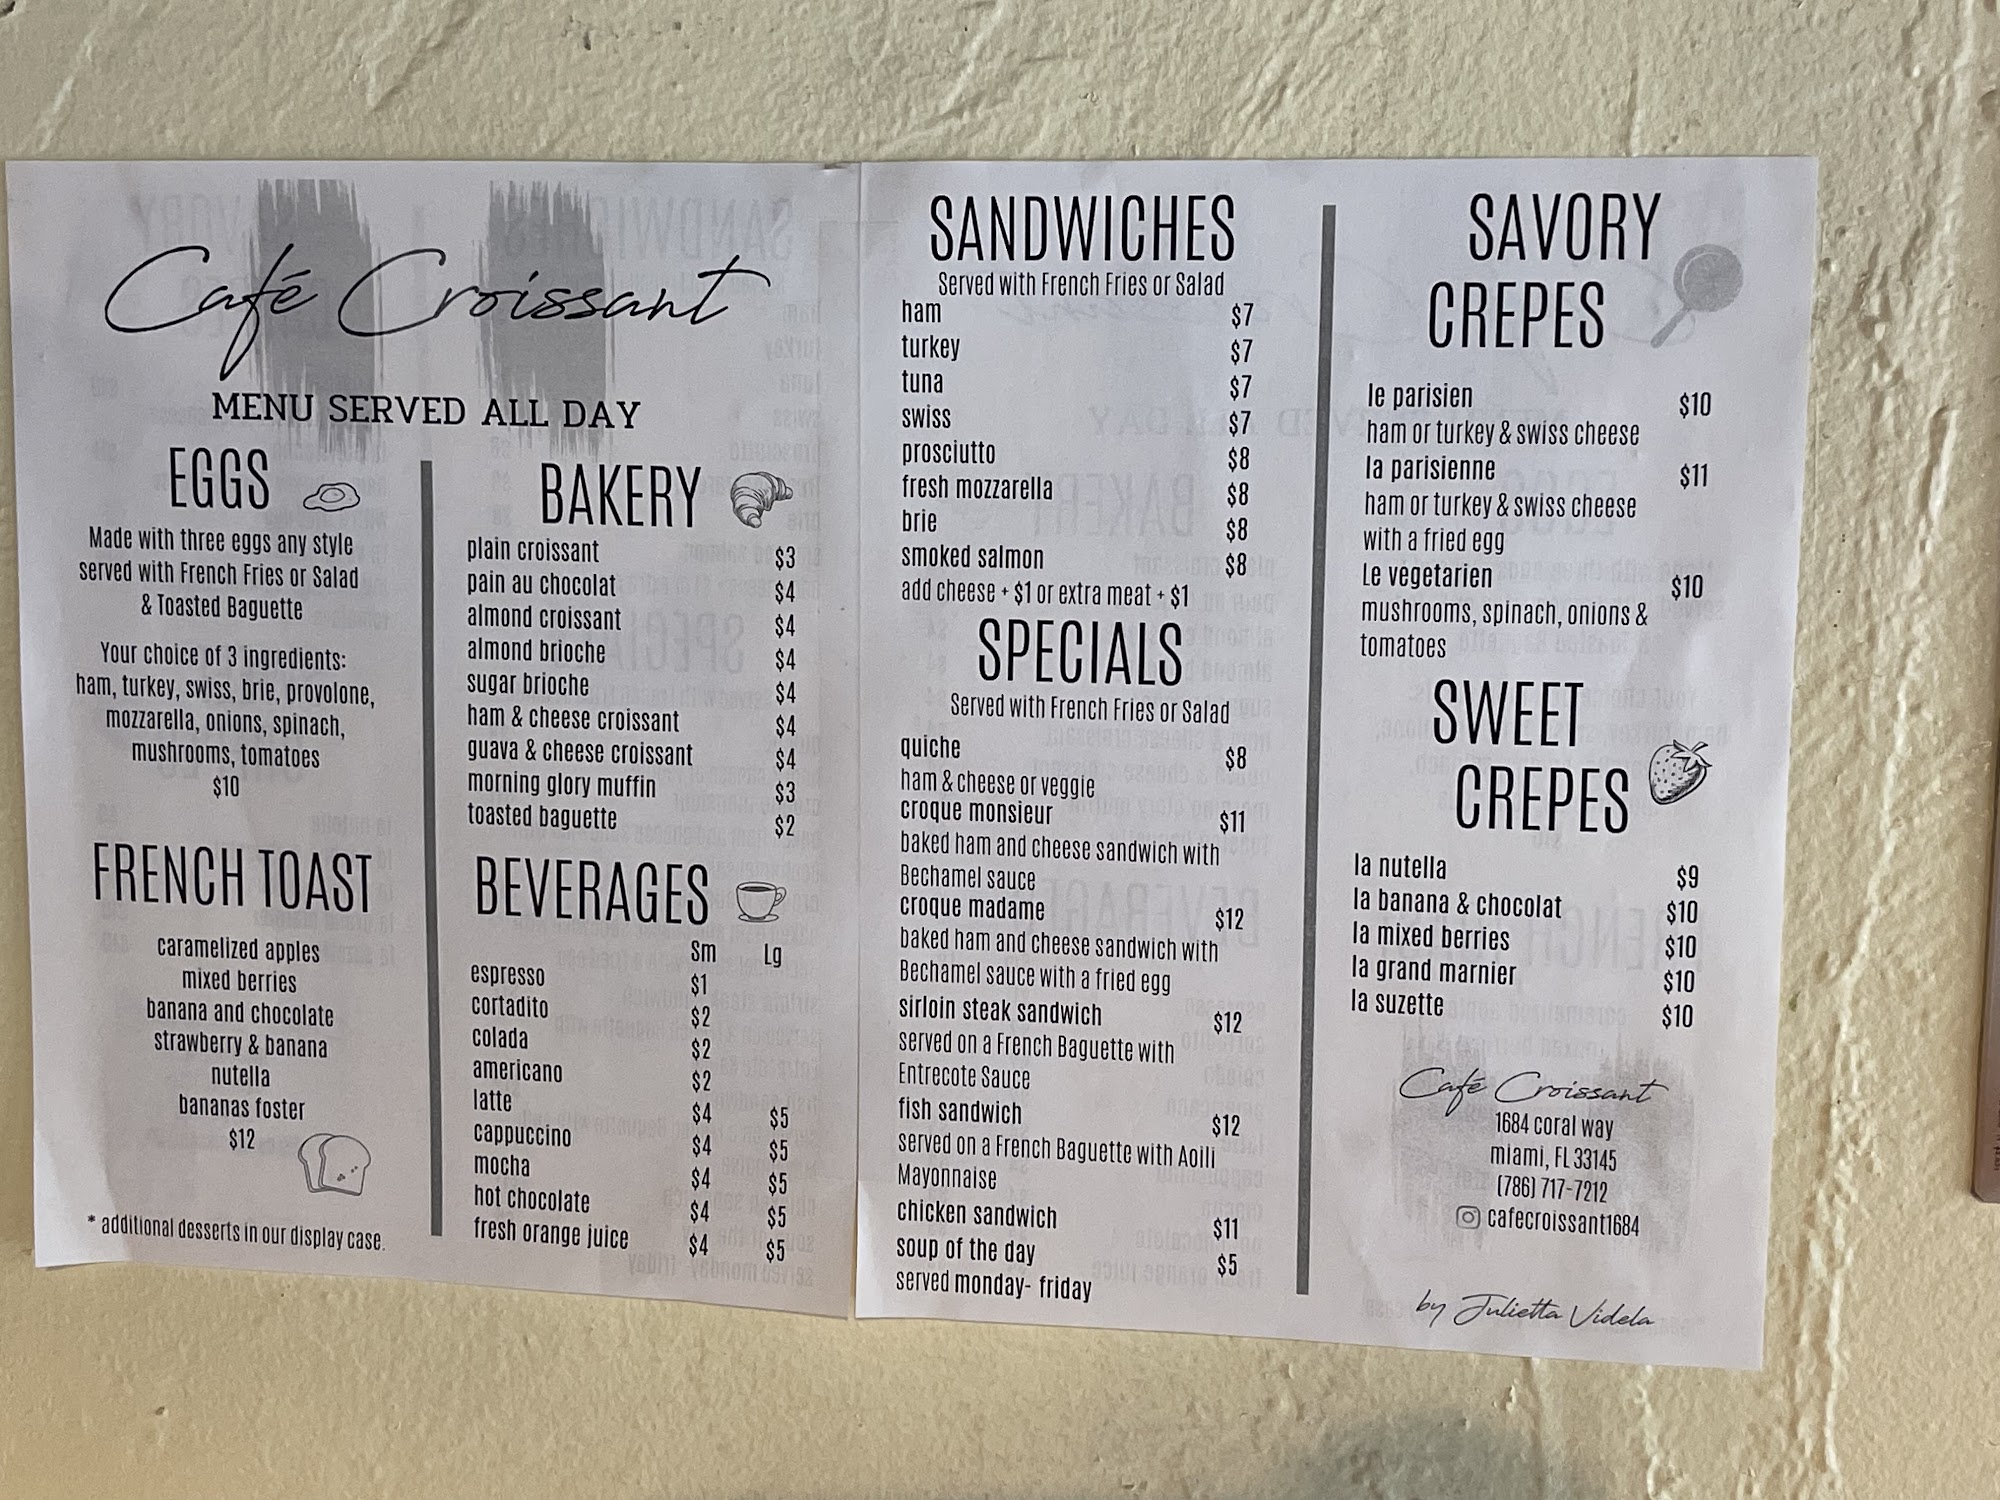 Café Croissant
MENU SERVED ALL DAY
EGGS
Made with three eggs any style
served with French Fries or Salad
& Toasted Baguette
Your choice of 3 ingredients:
ham, turkey, swiss, brie, provolone,
mozzarella, onions, spinach,
mushrooms, tomatoes
$10
FRENCH TOAST
caramelized apples
mixed berries
banana and chocolate
strawberry & banana
nutella
bananas foster
$12
* additional desserts in our display case.
BAKERY
plain croissant $3
pain au chocolat $4
almond croissant $4
almond brioche $4
sugar brioche $4
ham & cheese croissant $4
guava & cheese croissant $4
morning glory muffin $3
toasted baguette $2
BEVERAGES
Sm Lg
espresso $1
cortadito $2
colada $2
americano $2
latte $4 $5
cappuccino $4 $5
mocha $4 $5
hot chocolate $4 $5
fresh orange juice $4 $5
SANDWICHES
Served with French Fries or Salad
ham $7
turkey $7
tuna $7
swiss $7
prosciutto $8
fresh mozzarella $8
brie $8
smoked salmon $8
add cheese + $1 or extra meat + $1
SPECIALS
Served with French Fries or Salad
quiche $8
ham & cheese or veggie
croque monsieur $11
baked ham and cheese sandwich with
Bechamel sauce
croque madame $12
baked ham and cheese sandwich with
Bechamel sauce with a fried egg
sirloin steak sandwich $12
served on a French Baguette with
Entrecote Sauce
fish sandwich $12
served on a French Baguette with Aoili
Mayonnaise
chicken sandwich $11
soup of the day $5
served monday- friday
SAVORY
CREPES
le parisien $10
ham or turkey & swiss cheese
la parisienne $11
ham or turkey & swiss cheese
with a fried egg
Le vegetarien $10
mushrooms, spinach, onions &
tomatoes
SWEET
CREPES
la nutella $9
la banana & chocolat $10
la mixed berries $10
la grand marnier $10
la suzette $10
Café Croissant
1684 coral way
miami, FL 33145
(786) 717-7212
cafecroissant1684
by Julietta Videla